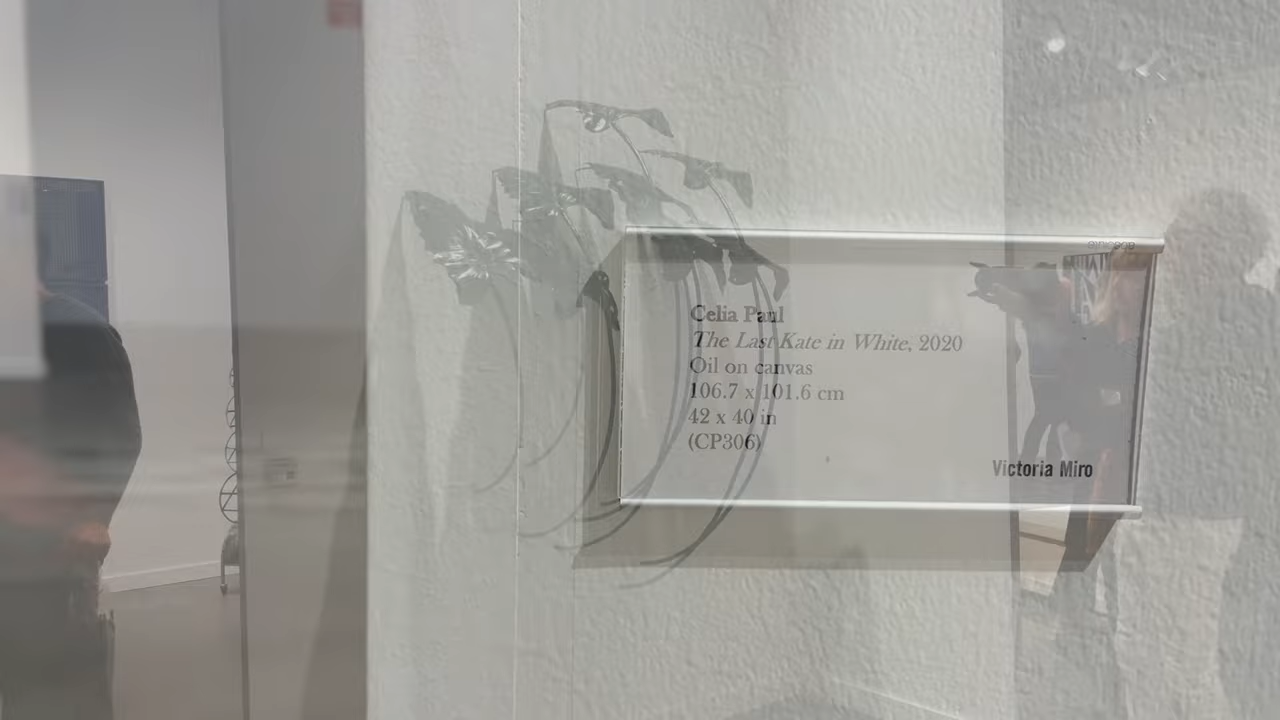 Celia Paul
The Last Kate in White, 2020
Oil on canvas
106.7 x 101.6 cm
42 x 40 in
(CP306)
Victoria Miro